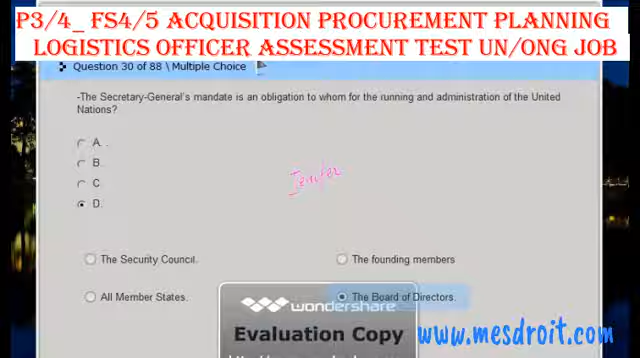 P3/4_ FS4/5 ACQUISITION PROCUREMENT PLANNING
LOGISTICS OFFICER ASSESSMENT TEST UN/ONG JOB
Question 30 of 88 \ Multiple Choice
-The Secretary-General's mandate is an obligation to whom for the running and administration of the United
Nations?
A. .
B.
C
D.
The Security Council.
The founding members
All Member States.
The Board of Directors.
wondershare
Evaluation Copy
www.mesdroit.com